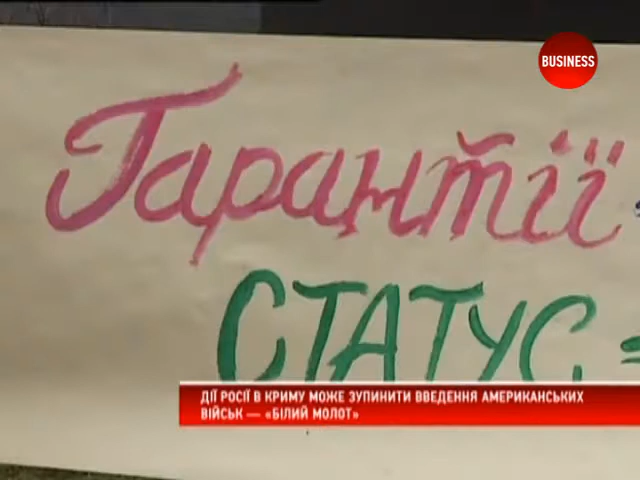 BUSINESS
Гарантії
СТАТУС
ДІЇ РОСІЇ В КРИМУ МОЖЕ ЗУПИНИТИ ВВЕДЕННЯ АМЕРИКАНСЬКИХ
ВІЙСЬК — «БІЛИЙ МОЛОТ»